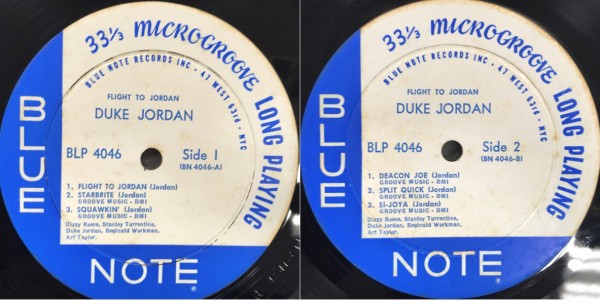 33⅓ MICROGROOVE LONG PLAYING
BLUE NOTE RECORDS INC • 47 WEST 63rd • NYC
FLIGHT TO JORDAN
DUKE JORDAN
BLP 4046 Side 1
(BN 4046-A)
1. FLIGHT TO JORDAN (Jordan)
2. STARBRITE (Jordan)
GROOVE MUSIC - BMI
3. SQUAWKIN' (Jordan)
GROOVE MUSIC - BMI
Dizzy Reece, Stanley Turrentine,
Duke Jordan, Reginald Workman,
Art Taylor.
BLUE
NOTE
33⅓ MICROGROOVE LONG PLAYING
BLUE NOTE RECORDS INC • 47 WEST 63rd • NYC
FLIGHT TO JORDAN
DUKE JORDAN
BLP 4046 Side 2
(BN 4046-B)
1. DEACON JOE (Jordan)
GROOVE MUSIC - BMI
2. SPLIT QUICK (Jordan)
GROOVE MUSIC - BMI
3. SI-JOYA (Jordan)
GROOVE MUSIC - BMI
Dizzy Reece, Stanley Turrentine,
Duke Jordan, Reginald Workman,
Art Taylor.
BLUE
NOTE